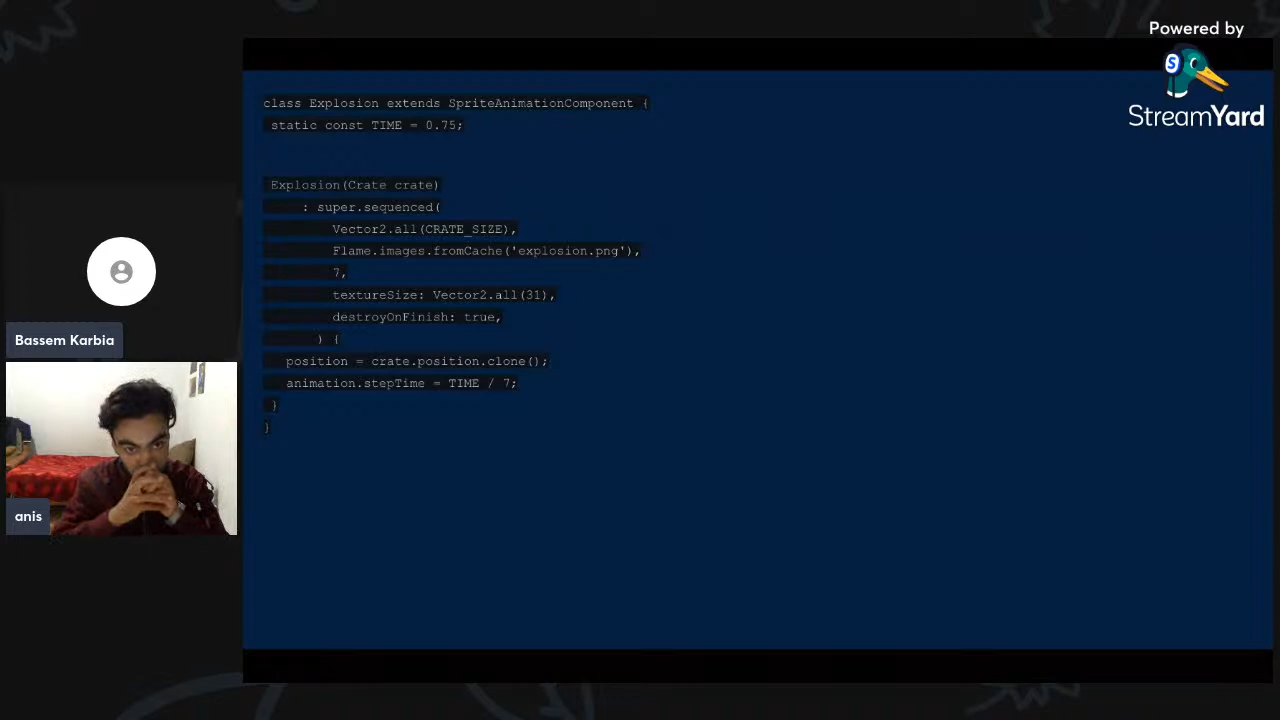 Powered by
S
StreamYard
class Explosion extends SpriteAnimationComponent {
static const TIME = 0.75;
Explosion(Crate crate)
: super.sequenced(
Vector2.all(CRATE_SIZE),
Flame.images.fromCache('explosion.png'),
7,
textureSize: Vector2.all(31),
destroyOnFinish: true,
) {
position = crate.position.clone();
animation.stepTime = TIME / 7;
}
}
Bassem Karbia
anis